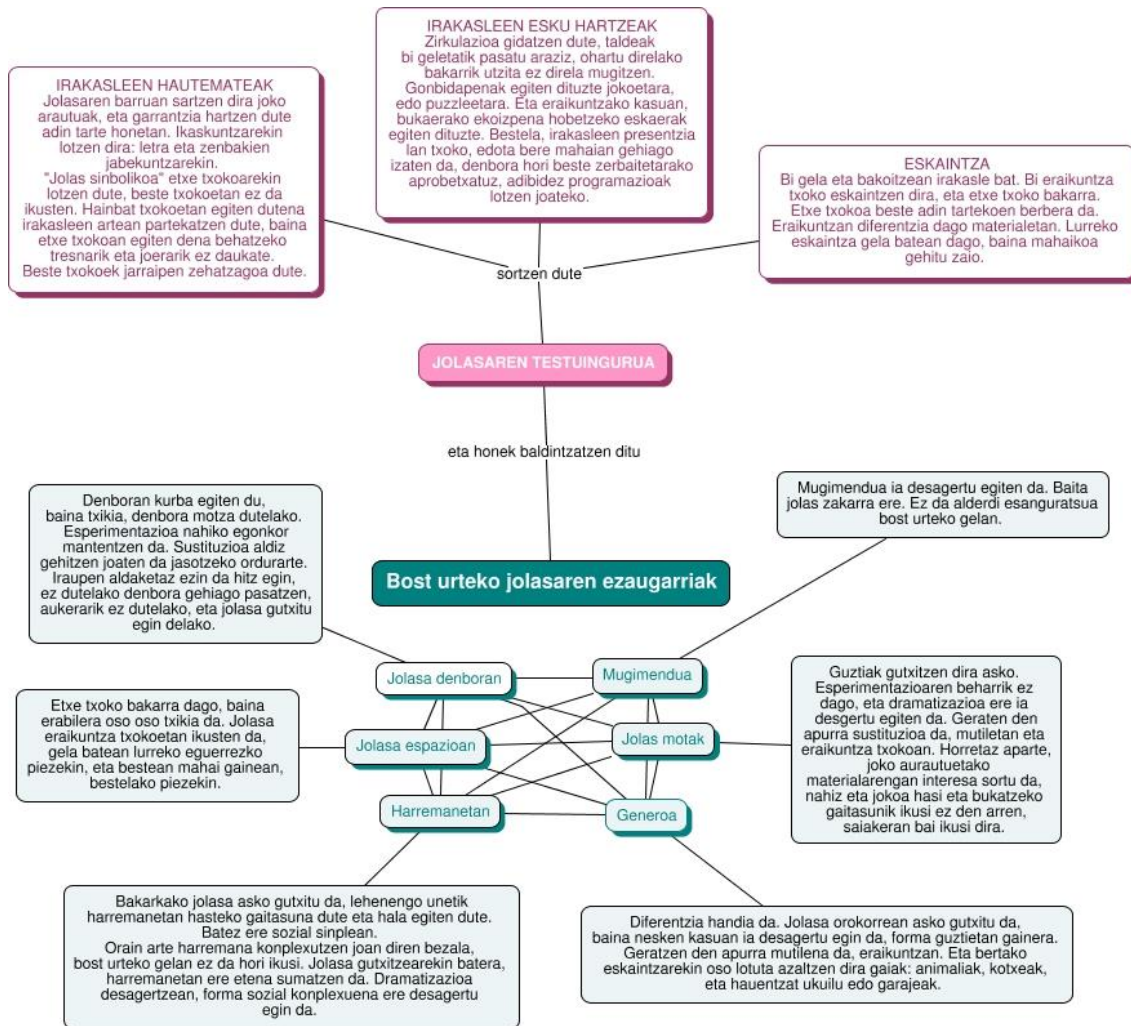 IRAKASLEEN HAUTEMATEAK
Jolasaren barruan sartzen dira joko
arautuak, eta garrantzia hartzen dute
adin tarte honetan. Ikaskuntzarekin
lotzen dira: letra eta zenbakien
jabekuntzarekin.
"Jolas sinbolikoa" etxe txokoarekin
lotzen dute, beste txokoetan ez da
ikusten. Hainbat txokoetan egiten dutena
irakasleen artean partekatzen dute, baina
etxe txokoan egiten dena behatzeko
tresnarik eta joerarik ez daukate.
Beste txokoek jarraipen zehatzagoa dute.
IRAKASLEEN ESKU HARTZEAK
Zirkulazioa gidatzen dute, taldeak
bi geletatik pasatu araziz, ohartu direlako
bakarrik utzita ez direla mugitzen.
Gonbidapenak egiten dituzte jokoetara,
edo puzzleetara. Eta eraikuntzako kasuan,
bukaerako ekoizpena hobetzeko eskaerak
egiten dituzte. Bestela, irakasleen presentzia
lan txoko, edota bere mahaian gehiago
izaten da, denbora hori beste zerbaitetarako
aprobetxatuz, adibidez programazioak
lotzen joateko.
ESKAINTZA
Bi gela eta bakoitzean irakasle bat. Bi eraikuntza
txoko eskaintzen dira, eta etxe txoko bakarra.
Etxe txokoa beste adin tartekoen berbera da.
Eraikuntzan diferentzia dago materialetan. Lurreko
eskaintza gela batean dago, baina mahaikoa
gehitu zaio.
sortzen dute
JOLASAREN TESTUINGURUA
eta honek baldintzatzen ditu
Denboran kurba egiten du,
baina txikia, denbora motza dutelako.
Esperimentazioa nahiko egonkor
mantentzen da. Sustituzioa aldiz
gehitzen joaten da jasotzeko ordurarte.
Iraupen aldaketaz ezin da hitz egin,
ez dutelako denbora gehiago pasatzen,
aukerarik ez dutelako, eta jolasa gutxitu
egin delako.
Mugimendua ia desagertu egiten da. Baita
jolas zakarra ere. Ez da alderdi esanguratsua
bost urteko gelan.
Bost urteko jolasaren ezaugarriak
Jolasa denboran
Mugimendua
Etxe txoko bakarra dago, baina
erabilera oso oso txikia da. Jolasa
eraikuntza txokoetan ikusten da,
gela batean lurreko eguerrezko
piezekin, eta bestean mahai gainean,
bestelako piezekin.
Jolasa espazioan
Jolas motak
Guztiak gutxitzen dira asko.
Esperimentazioaren beharrik ez
dago, eta dramatizazioa ere ia
desgertu egiten da. Geraten den
apurra sustituzioa da, mutiletan eta
eraikuntza txokoan. Horretaz aparte,
joko aurautuetako
materialarengan interesa sortu da,
nahiz eta jokoa hasi eta bukatzeko
gaitasunik ikusi ez den arren,
saiakeran bai ikusi dira.
Harremanetan
Generoa
Bakarkako jolasa asko gutxitu da, lehenengo unetik
harremanetan hasteko gaitasuna dute eta hala egiten dute.
Batez ere sozial sinplean.
Orain arte harremana konplexutzen joan diren bezala,
bost urteko gelan ez da hori ikusi. Jolasa gutxitzearekin batera,
harremanetan ere etena sumatzen da. Dramatizazioa
desagertzean, forma sozial konplexuena ere desagertu
egin da.
Diferentzia handia da. Jolasa orokorrean asko gutxitu da,
baina nesken kasuan ia desagertu egin da, forma guztietan gainera.
Geratzen den apurra mutilena da, eraikuntzan. Eta bertako
eskaintzarekin oso lotuta azaltzen dira gaiak: animaliak, kotxeak,
eta hauentzat ukuilu edo garajeak.